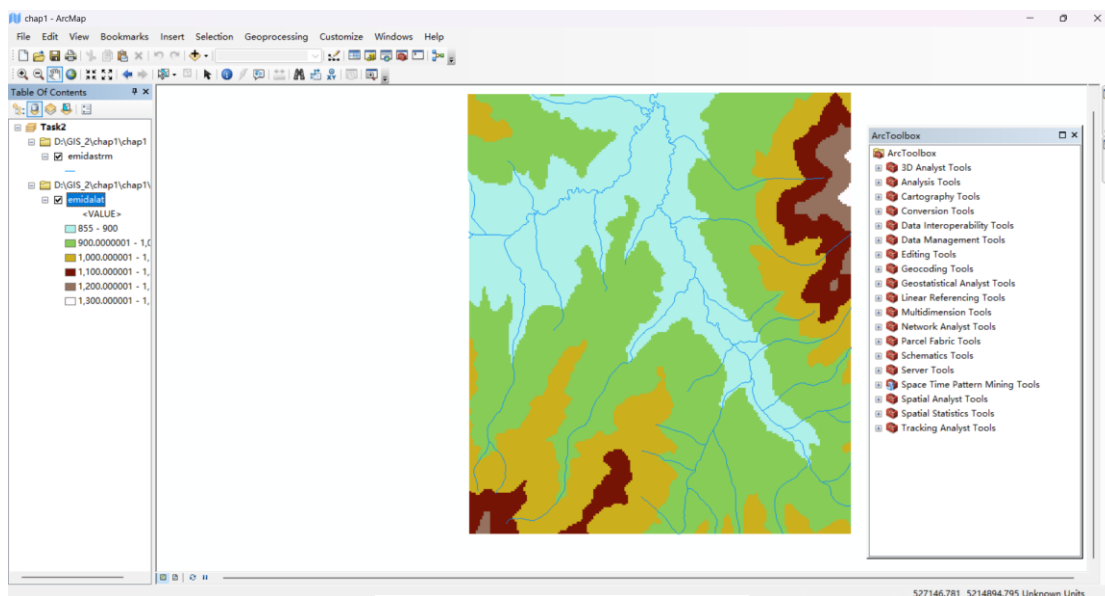 chap1 - ArcMap
File Edit View Bookmarks Insert Selection Geoprocessing Customize Windows Help
Table Of Contents
Task2
D:\GIS_2\chap1\chap1
emidastrm
D:\GIS_2\chap1\chap1\
emidalat
<VALUE>
855 - 900
900.0000001 - 1,0
1,000.000001 - 1,
1,100.000001 - 1,
1,200.000001 - 1,
1,300.000001 - 1,
ArcToolbox
ArcToolbox
3D Analyst Tools
Analysis Tools
Cartography Tools
Conversion Tools
Data Interoperability Tools
Data Management Tools
Editing Tools
Geocoding Tools
Geostatistical Analyst Tools
Linear Referencing Tools
Multidimension Tools
Network Analyst Tools
Parcel Fabric Tools
Schematics Tools
Server Tools
Space Time Pattern Mining Tools
Spatial Analyst Tools
Spatial Statistics Tools
Tracking Analyst Tools
527146.781 5214894.795 Unknown Units